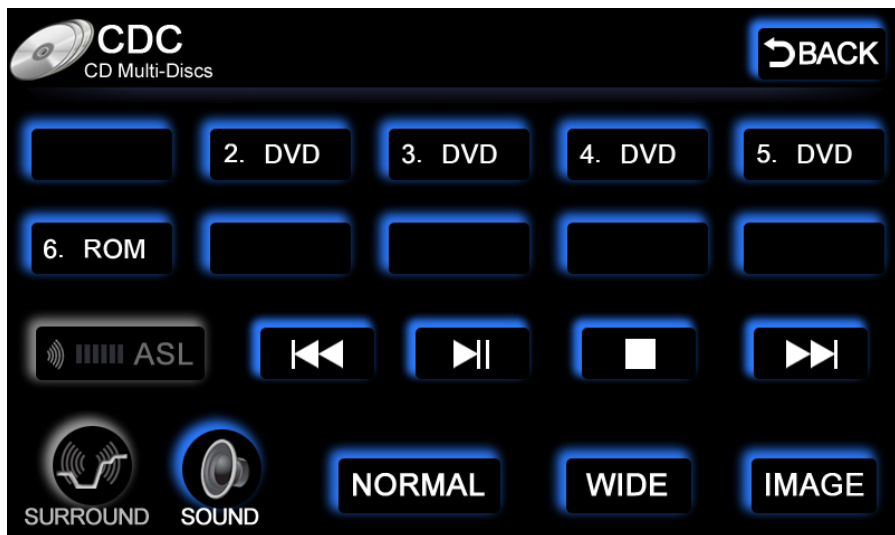 CDC
CD Multi-Discs
BACK
2. DVD
3. DVD
4. DVD
5. DVD
6. ROM
ASL
SURROUND
SOUND
NORMAL
WIDE
IMAGE